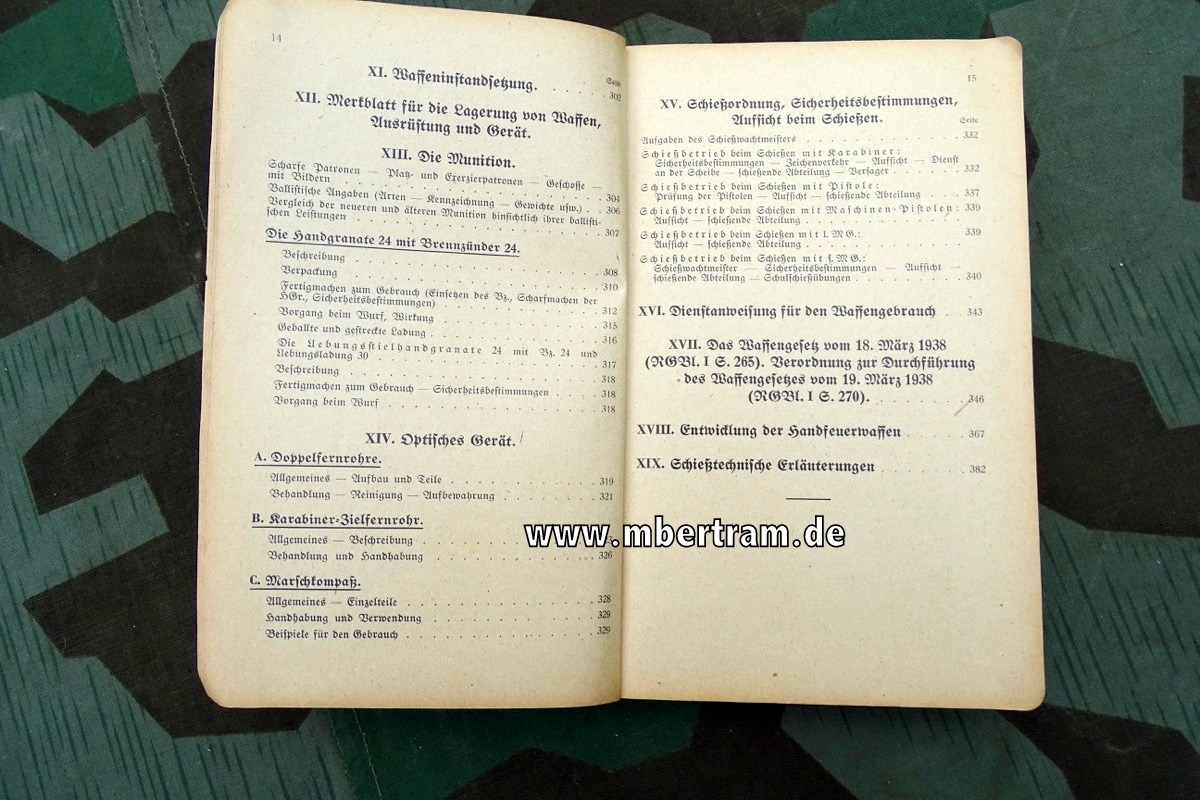 14
XI. Waffeninstandsetzung. . . . . . . 302
Seite
XII. Merkblatt für die Lagerung von Waffen,
Ausrüstung und Gerät.
XIII. Die Munition.
Scharfe Patronen — Platz- und Exerzierpatronen — Geschosse —
mit Bildern . . . . . . . . 304
Ballistische Angaben (Arten — Kennzeichnung — Gewichte usw.) . . 306
Vergleich der neueren und älteren Munition hinsichtlich ihrer ballisti-
schen Leistungen . . . . . . . . 307
Die Handgranate 24 mit Brennzünder 24.
Beschreibung . . . . . . . . 308
Verpackung . . . . . . . . 310
Fertigmachen zum Gebrauch (Einsetzen des Bz., Scharfmachen der
HGr., Sicherheitsbestimmungen) . . . . . . . . 312
Vorgang beim Wurf, Wirkung . . . . . . . . 315
Geballte und gestreckte Ladung . . . . . . . . 316
Die Uebungsstielhandgranate 24 mit Bz. 24 und
Uebungsladung 30 . . . . . . . . 317
Beschreibung . . . . . . . . 318
Fertigmachen zum Gebrauch — Sicherheitsbestimmungen . . . . 318
Vorgang beim Wurf . . . . . . . . 318
XIV. Optisches Gerät.
A. Doppelfernrohre.
Allgemeines — Aufbau und Teile . . . . . . . . 319
Behandlung — Reinigung — Aufbewahrung . . . . . . . . 321
B. Karabiner-Zielfernrohr.
Allgemeines — Beschreibung . . . . . . . .
Behandlung und Handhabung . . . . . . . . 326
C. Marschkompaß.
Allgemeines — Einzelteile . . . . . . . . 328
Handhabung und Verwendung . . . . . . . . 329
Beispiele für den Gebrauch . . . . . . . . 329
15
XV. Schießordnung, Sicherheitsbestimmungen,
Aufsicht beim Schießen.
Seite
Aufgaben des Schießwachtmeisters . . . . . . . . 332
Schießbetrieb beim Schießen mit Karabiner:
Sicherheitsbestimmungen — Zeichenverkehr — Aufsicht — Dienst
an der Scheibe — schießende Abteilung — Versager . . . . 332
Schießbetrieb beim Schießen mit Pistole:
Prüfung der Pistolen — Aufsicht — schießende Abteilung . . . . 337
Schießbetrieb beim Schießen mit Maschinen-Pistolen: 339
Aufsicht — schießende Abteilung . . . . . . . .
Schießbetrieb beim Schießen mit l. MG.: 339
Aufsicht — schießende Abteilung . . . . . . . .
Schießbetrieb beim Schießen mit s. MG.:
Schießwachtmeister — Sicherheitsbestimmungen — Aufsicht —
schießende Abteilung — Schulschießübungen . . . . . . . . 340
XVI. Dienstanweisung für den Waffengebrauch . . . 343
XVII. Das Waffengesetz vom 18. März 1938
(RGBl. I S. 265). Verordnung zur Durchführung
des Waffengesetzes vom 19. März 1938
(RGBl. I S. 270). . . . . . . . 346
XVIII. Entwicklung der Handfeuerwaffen . . . . . . 367
XIX. Schießtechnische Erläuterungen . . . . . . . . 382
www.mbertram.de